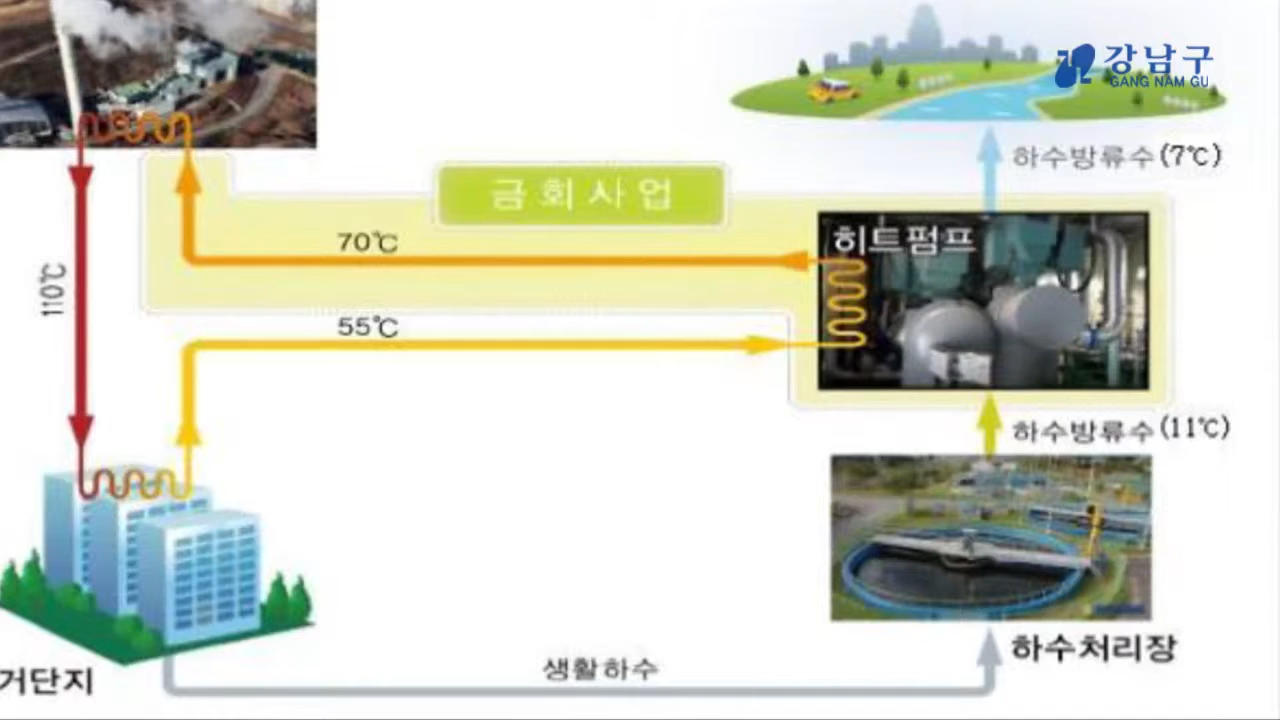 강남구
GANG NAM GU
하수방류수(7℃)
금회사업
히트펌프
70℃
110℃
55℃
하수방류수(11℃)
하수처리장
생활하수
거단지